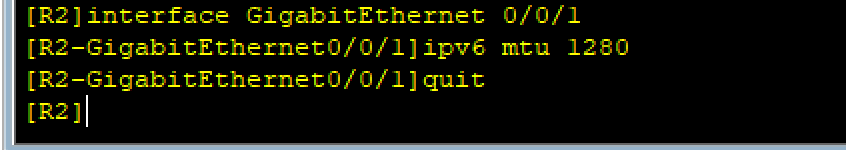 [R2]interface GigabitEthernet 0/0/1
[R2-GigabitEthernet0/0/1]ipv6 mtu 1280
[R2-GigabitEthernet0/0/1]quit
[R2]